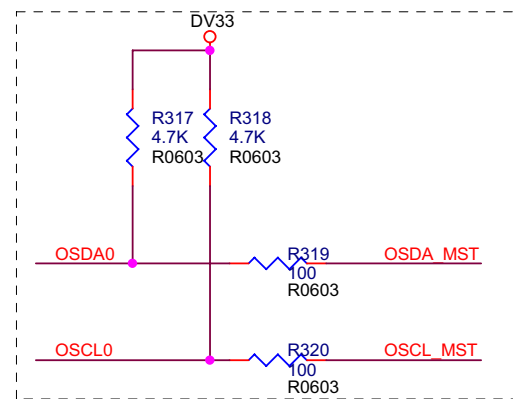 DV33
R317
4.7K
R0603
R318
4.7K
R0603
OSDA0
R319
100
R0603
OSDA_MST
OSCL0
R320
100
R0603
OSCL_MST